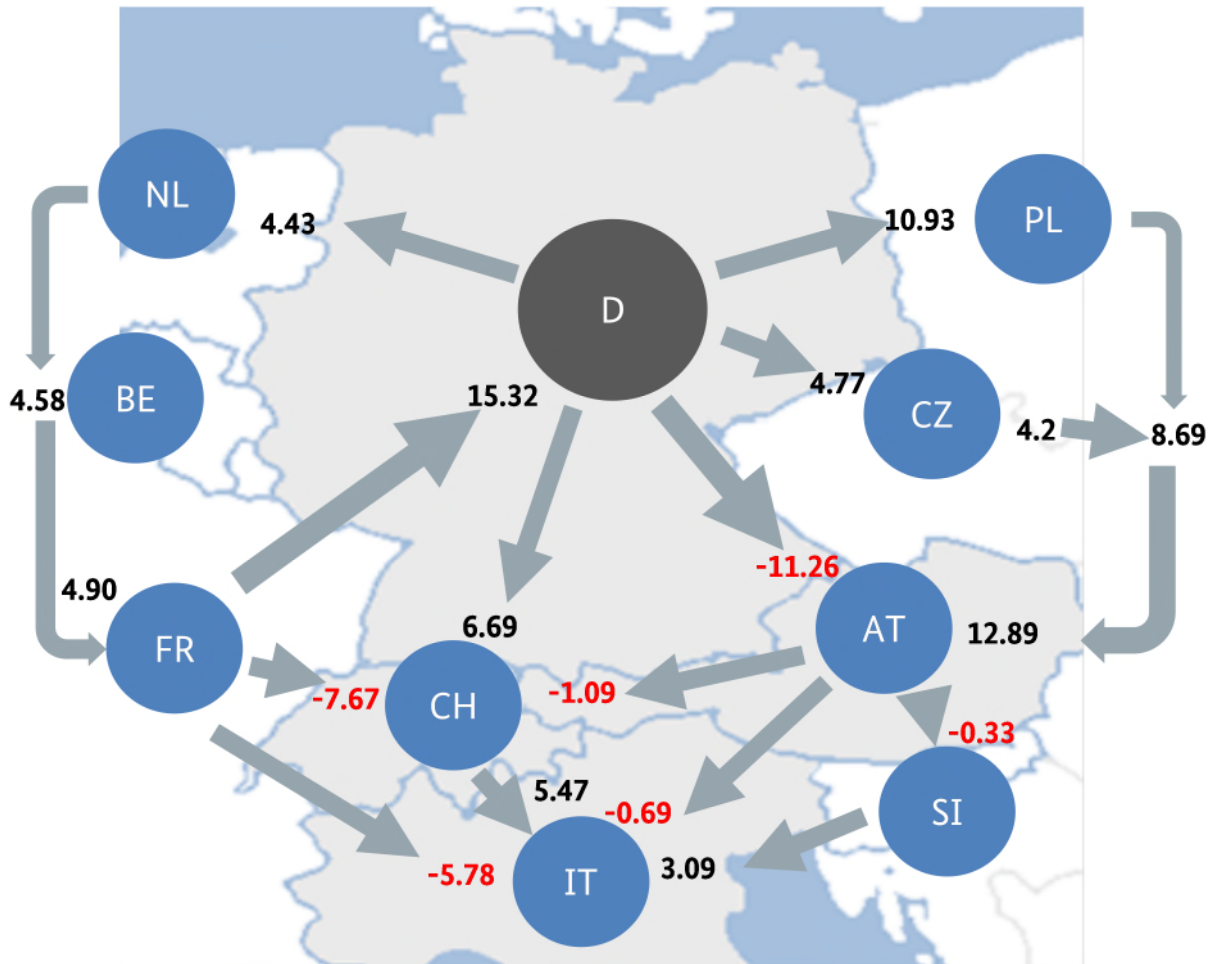 NL
4.43
10.93
PL
D
4.58
BE
15.32
4.77
CZ
4.2
8.69
-11.26
4.90
FR
6.69
AT
12.89
-7.67
CH
-1.09
-0.33
5.47
-0.69
SI
-5.78
IT
3.09